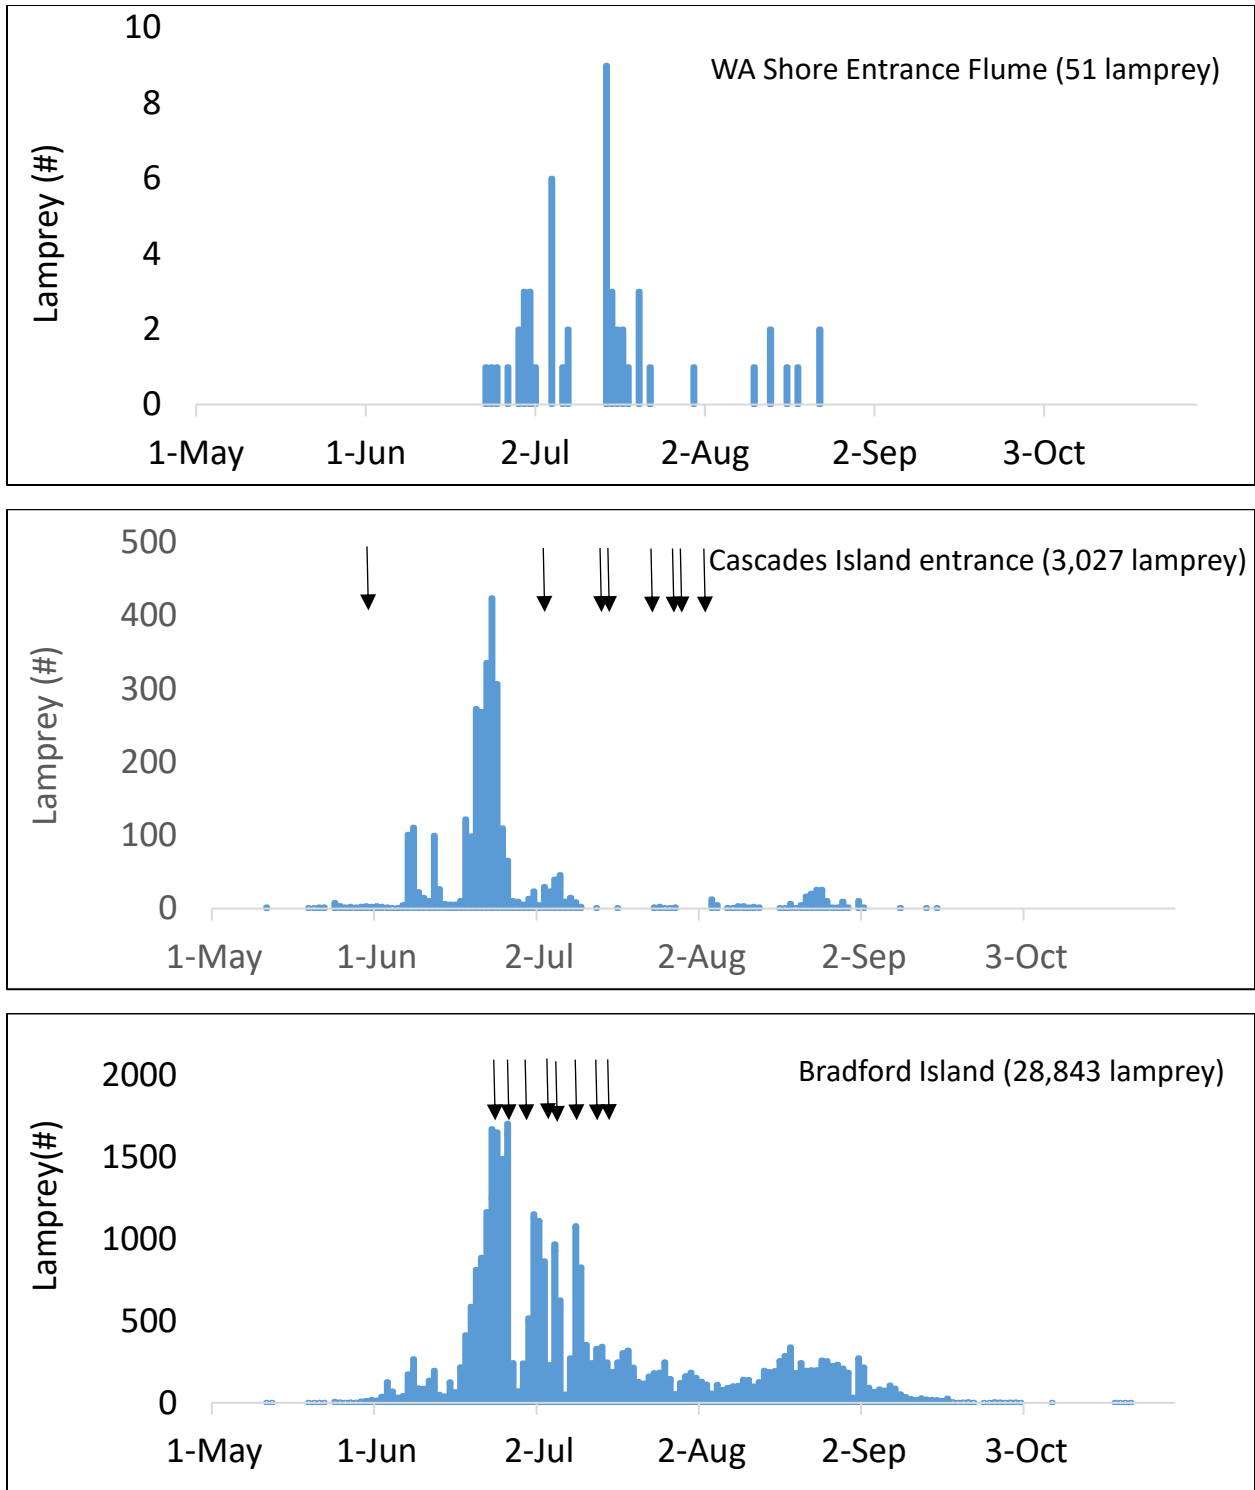 10
WA Shore Entrance Flume (51 lamprey)
8
6
4
2
0
Lamprey (#)
1-May 1-Jun 2-Jul 2-Aug 2-Sep 3-Oct
500
Cascades Island entrance (3,027 lamprey)
400
300
200
100
0
Lamprey (#)
1-May 1-Jun 2-Jul 2-Aug 2-Sep 3-Oct
2000
Bradford Island (28,843 lamprey)
1500
1000
500
0
Lamprey(#)
1-May 1-Jun 2-Jul 2-Aug 2-Sep 3-Oct